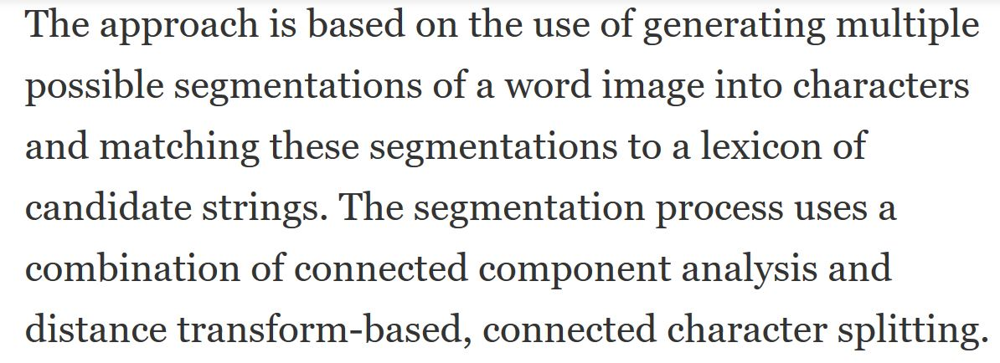 The approach is based on the use of generating multiple
possible segmentations of a word image into characters
and matching these segmentations to a lexicon of
candidate strings. The segmentation process uses a
combination of connected component analysis and
distance transform-based, connected character splitting.